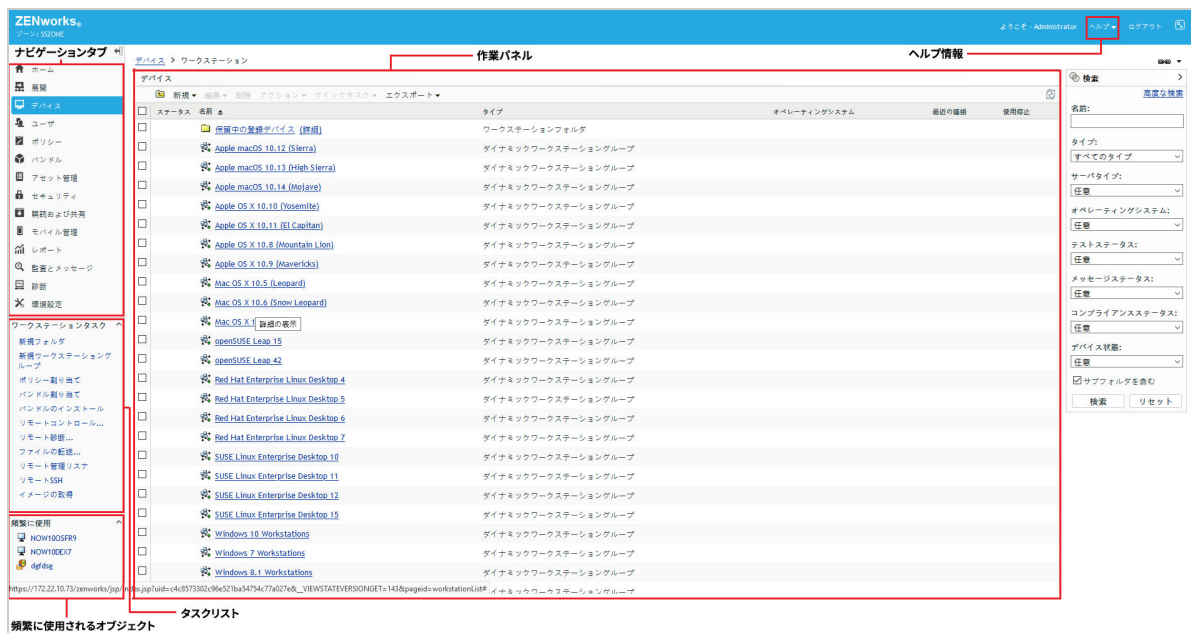 ZENworks®
ゾーン: SSZONE
ようこそ - Administrator
ヘルプ
ログアウト
ナビゲーションタブ
作業パネル
ヘルプ情報
ホーム
展開
デバイス
ユーザ
ポリシー
バンドル
アセット管理
セキュリティ
購読および共有
モバイル管理
レポート
監査とメッセージ
診断
環境設定
ワークステーションタスク
新規フォルダ
新規ワークステーショング
ループ
ポリシー割り当て
バンドル割り当て
バンドルのインストール
リモートコントロール...
リモート診断...
ファイルの転送...
リモート管理リスナ
リモートSSH
イメージの取得
頻繁に使用
NOW10OSFR9
NOW10DEX7
dgfdsg
デバイス > ワークステーション
デバイス
新規 編集 削除 アクション クイックタスク エクスポート
ステータス 名前 タイプ オペレーティングシステム 最近の連絡 使用停止
保留中の登録デバイス (詳細) ワークステーションフォルダ
Apple macOS 10.12 (Sierra) ダイナミックワークステーショングループ
Apple macOS 10.13 (High Sierra) ダイナミックワークステーショングループ
Apple macOS 10.14 (Mojave) ダイナミックワークステーショングループ
Apple OS X 10.10 (Yosemite) ダイナミックワークステーショングループ
Apple OS X 10.11 (El Capitan) ダイナミックワークステーショングループ
Apple OS X 10.8 (Mountain Lion) ダイナミックワークステーショングループ
Apple OS X 10.9 (Mavericks) ダイナミックワークステーショングループ
Mac OS X 10.5 (Leopard) ダイナミックワークステーショングループ
Mac OS X 10.6 (Snow Leopard) ダイナミックワークステーショングループ
Mac OS X 1 詳細の表示 ダイナミックワークステーショングループ
openSUSE Leap 15 ダイナミックワークステーショングループ
openSUSE Leap 42 ダイナミックワークステーショングループ
Red Hat Enterprise Linux Desktop 4 ダイナミックワークステーショングループ
Red Hat Enterprise Linux Desktop 5 ダイナミックワークステーショングループ
Red Hat Enterprise Linux Desktop 6 ダイナミックワークステーショングループ
Red Hat Enterprise Linux Desktop 7 ダイナミックワークステーショングループ
SUSE Linux Enterprise Desktop 10 ダイナミックワークステーショングループ
SUSE Linux Enterprise Desktop 11 ダイナミックワークステーショングループ
SUSE Linux Enterprise Desktop 12 ダイナミックワークステーショングループ
SUSE Linux Enterprise Desktop 15 ダイナミックワークステーショングループ
Windows 10 Workstations ダイナミックワークステーショングループ
Windows 7 Workstations ダイナミックワークステーショングループ
Windows 8.1 Workstations ダイナミックワークステーショングループ
https://172.22.10.73/zenworks/jsp/index.jsp?uid=c4c8573302c96e521ba54754c77a027e&__VIEWSTATEVERSIONGET=143&pageid=workstationList# ダイナミックワークステーショングループ
検索
高度な検索
名前:
タイプ:
すべてのタイプ
サーバタイプ:
任意
オペレーティングシステム:
任意
テストステータス:
任意
メッセージステータス:
任意
コンプライアンスステータス:
任意
デバイス状態:
任意
サブフォルダを含む
検索 リセット
タスクリスト
頻繁に使用されるオブジェクト